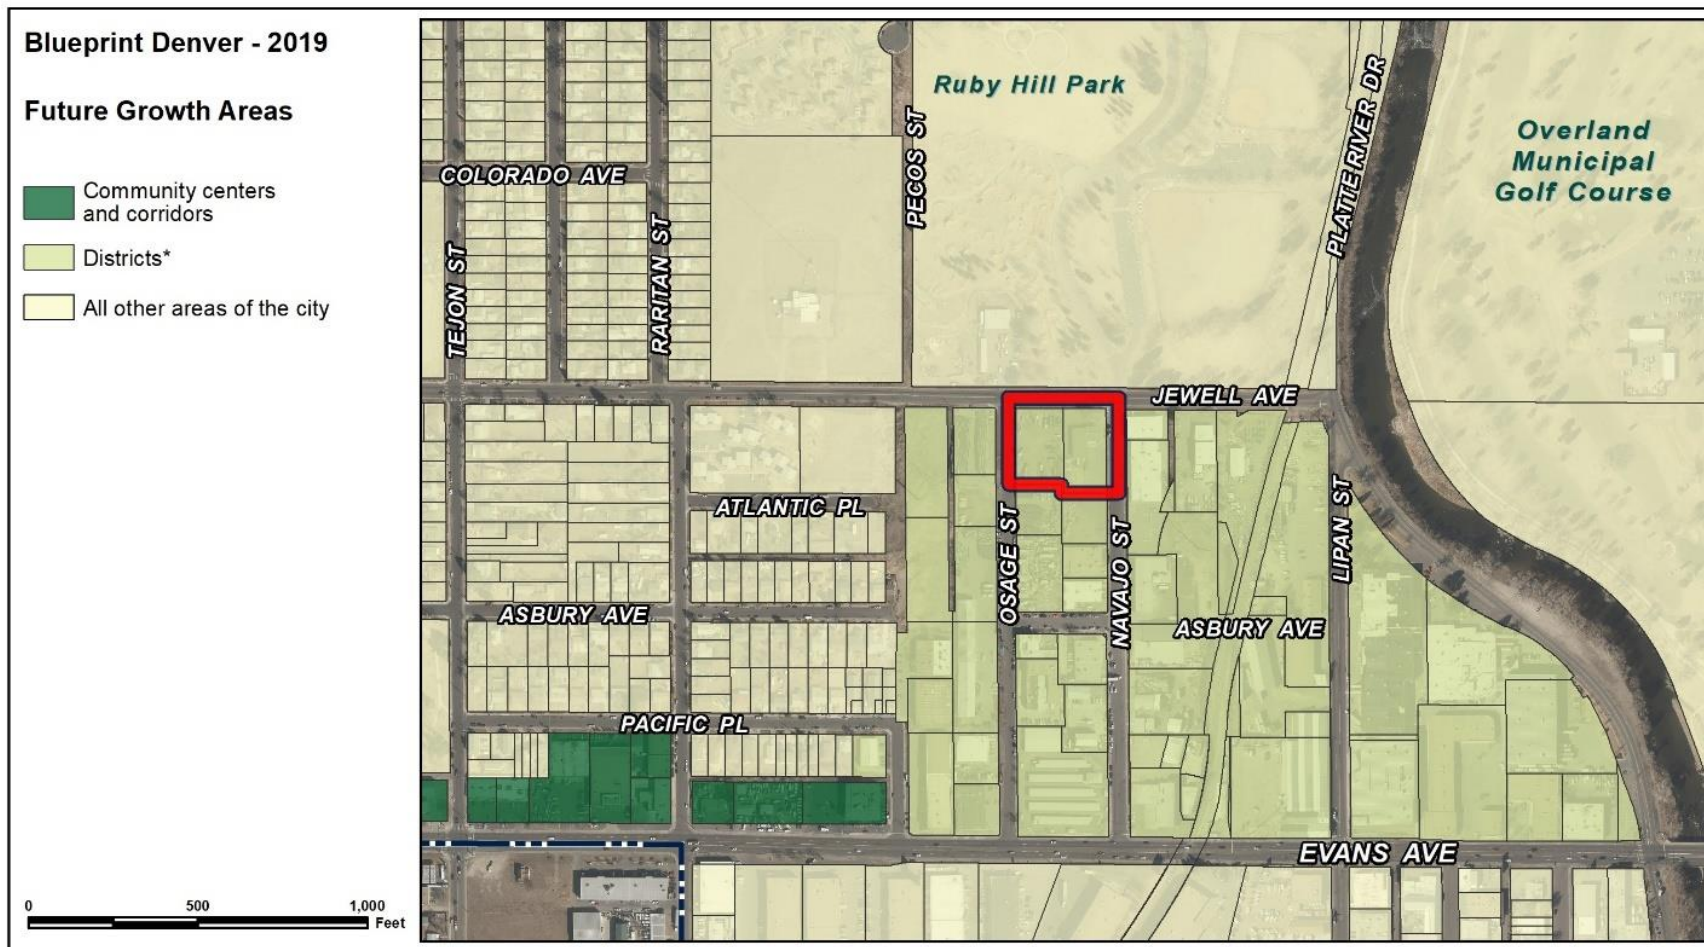 Blueprint Denver - 2019
Future Growth Areas
Community centers
and corridors
Districts*
All other areas of the city
0 500 1,000
Feet
Ruby Hill Park
Overland
Municipal
Golf Course
PLATTE RIVER DR
PECOS ST
COLORADO AVE
TEJON ST
RARITAN ST
JEWELL AVE
ATLANTIC PL
OSAGE ST
NAVAJO ST
LIPAN ST
ASBURY AVE
ASBURY AVE
PACIFIC PL
EVANS AVE